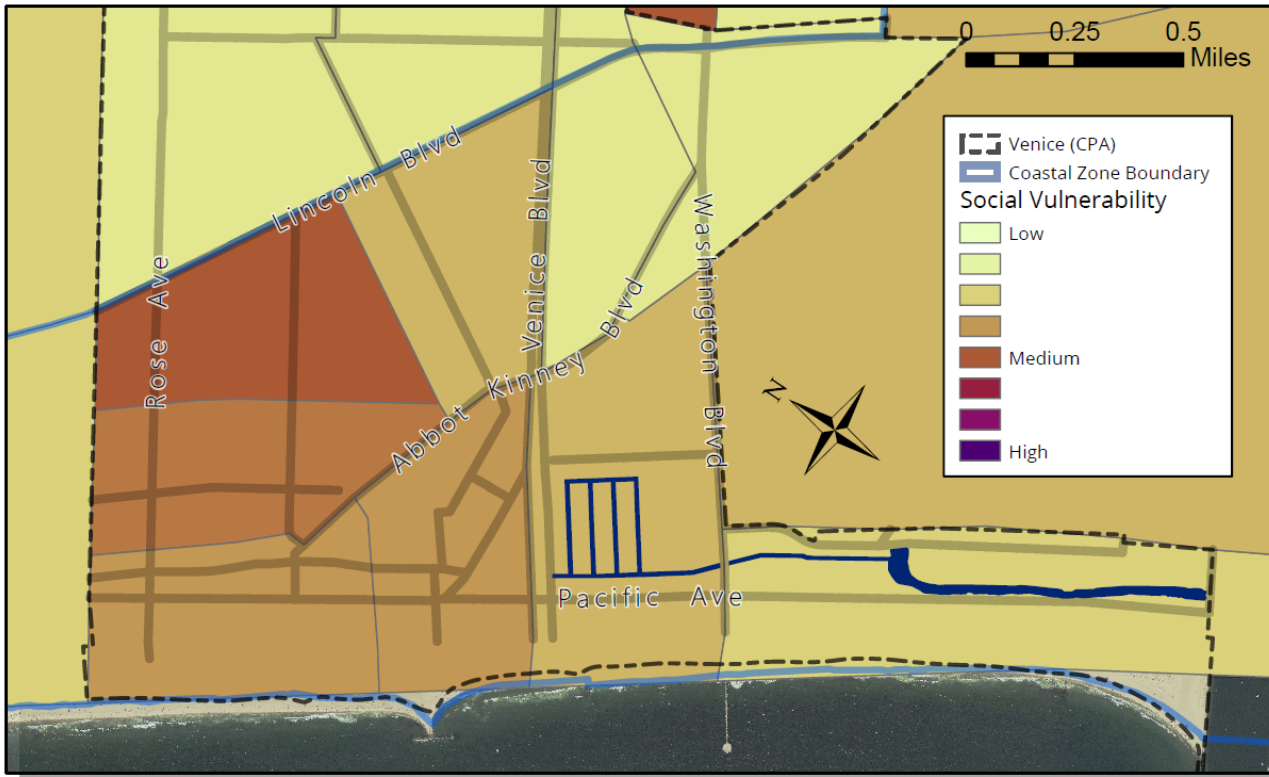 0 0.25 0.5
Miles
Venice (CPA)
Coastal Zone Boundary
Social Vulnerability
Low
Medium
High
Lincoln Blvd
Rose Ave
Venice Blvd
Washington Blvd
Abbot Kinney Blvd
N
Pacific Ave